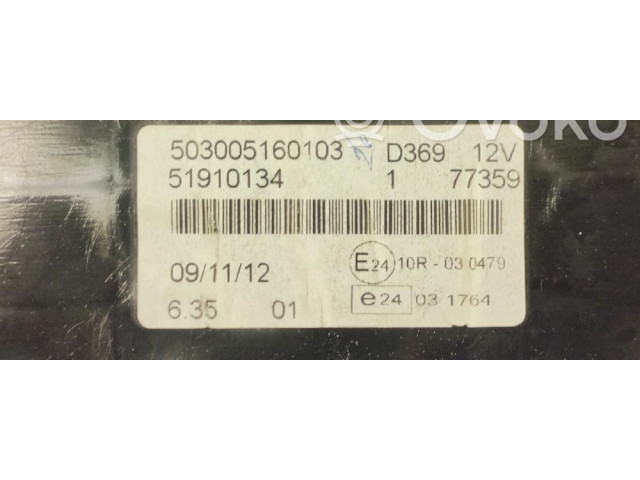 Ovoko
503005160103 D369 12V
51910134 1 77359
E24 10R - 03 0479
09/11/12
e24 03 1764
6.35 01